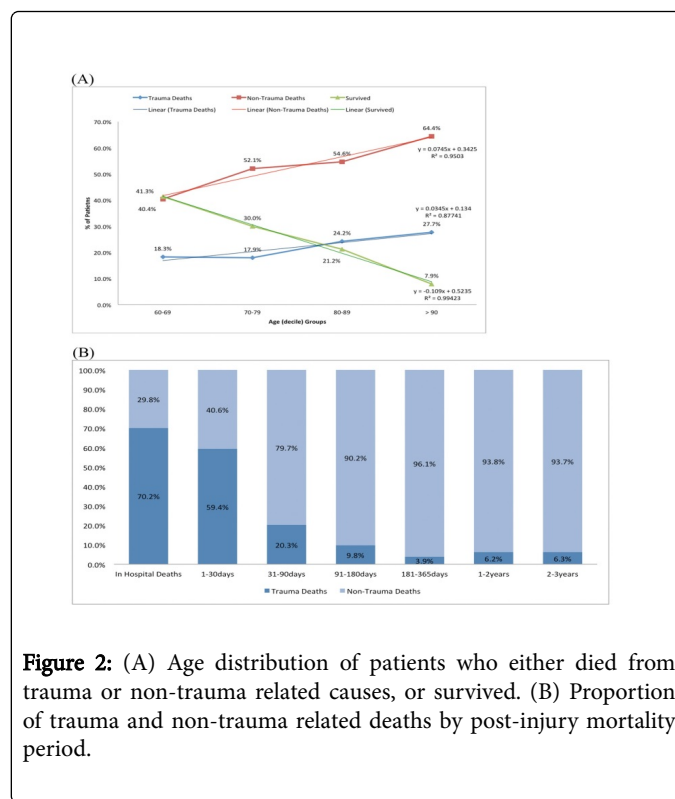 (A)
Trauma Deaths Non-Trauma Deaths Survived
Linear (Trauma Deaths) Linear (Non-Trauma Deaths) Linear (Survived)
70.0%
60.0%
50.0%
40.0%
30.0%
20.0%
10.0%
0.0%
% of Patietns
41.3%
40.4%
18.3%
52.1%
30.0%
17.9%
54.6%
24.2%
21.2%
64.4%
y = 0.0745x + 0.3425
R² = 0.9503
y = 0.0345x + 0.134
R² = 0.87741
27.7%
7.9%
y = -0.109x + 0.5235
R² = 0.99423
60-69 70-79 80-89 > 90
Age (decile) Groups
(B)
100.0%
90.0%
80.0%
70.0%
60.0%
50.0%
40.0%
30.0%
20.0%
10.0%
0.0%
29.8% 40.6% 79.7% 90.2% 96.1% 93.8% 93.7%
70.2% 59.4% 20.3% 9.8% 3.9% 6.2% 6.3%
In Hospital Deaths 1-30days 31-90days 91-180days 181-365days 1-2years 2-3years
Trauma Deaths Non-Trauma Deaths
Figure 2: (A) Age distribution of patients who either died from
trauma or non-trauma related causes, or survived. (B) Proportion
of trauma and non-trauma related deaths by post-injury mortality
period.